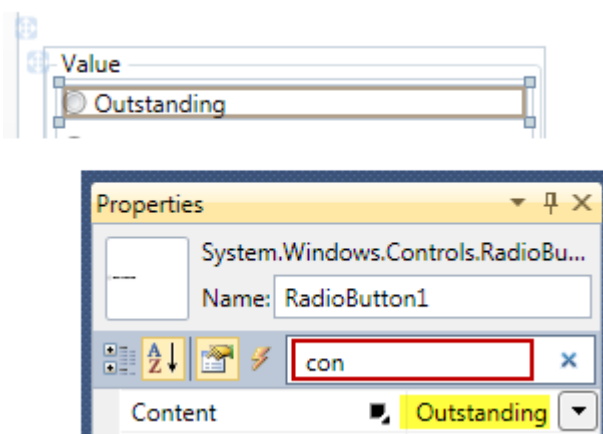 Value
Outstanding
Properties
System.Windows.Controls.RadioBu...
Name: RadioButton1
con
Content Outstanding